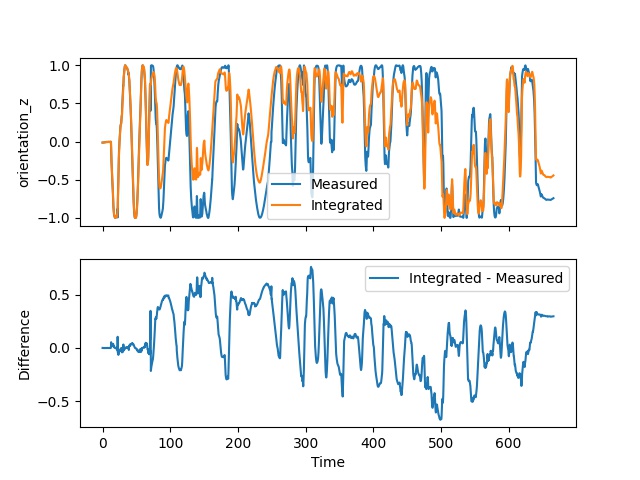 1.0
0.5
0.0
−0.5
−1.0
orientation_z
Measured
Integrated
0.5
0.0
−0.5
Difference
Integrated - Measured
0 100 200 300 400 500 600
Time